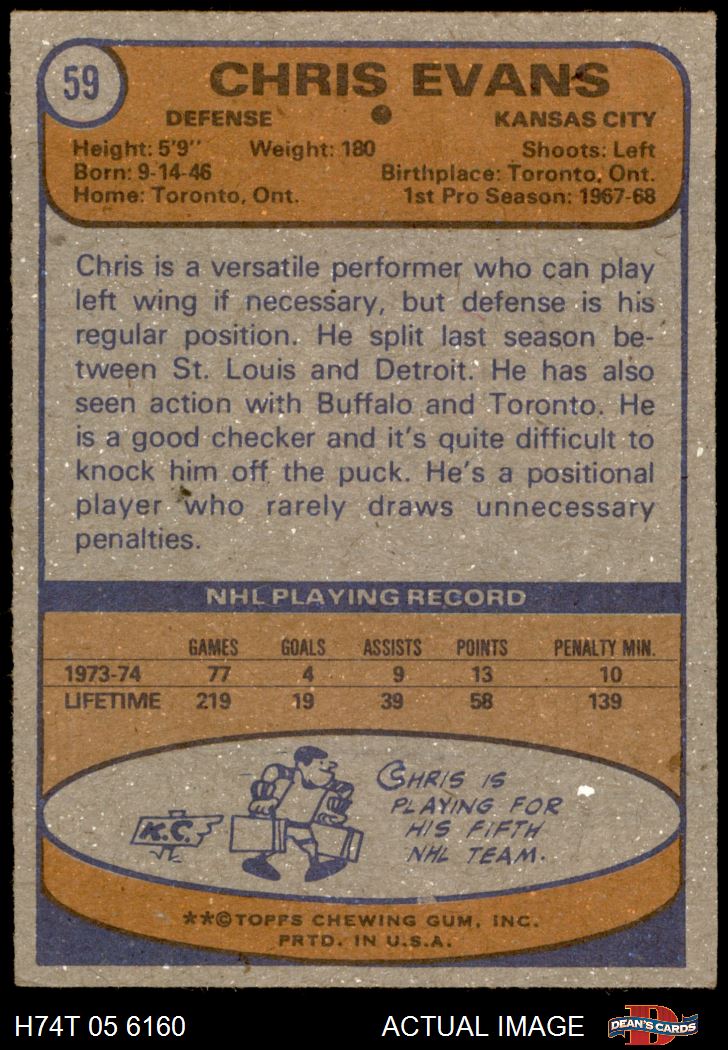 59
CHRIS EVANS
DEFENSE
KANSAS CITY
Height: 5'9" Weight: 180 Shoots: Left
Born: 9-14-46 Birthplace: Toronto, Ont.
Home: Toronto, Ont. 1st Pro Season: 1967-68
Chris is a versatile performer who can play
left wing if necessary, but defense is his
regular position. He split last season be-
tween St. Louis and Detroit. He has also
seen action with Buffalo and Toronto. He
is a good checker and it's quite difficult to
knock him off the puck. He's a positional
player who rarely draws unnecessary
penalties.
NHL PLAYING RECORD
GAMES GOALS ASSISTS POINTS PENALTY MIN.
1973-74 77 4 9 13 10
LIFETIME 219 19 39 58 139
K.C.
CHRIS IS
PLAYING FOR
HIS FIFTH
NHL TEAM.
**©TOPPS CHEWING GUM, INC.
PRTD. IN U.S.A.
H74T 05 6160
ACTUAL IMAGE
D
DEAN'S CARDS